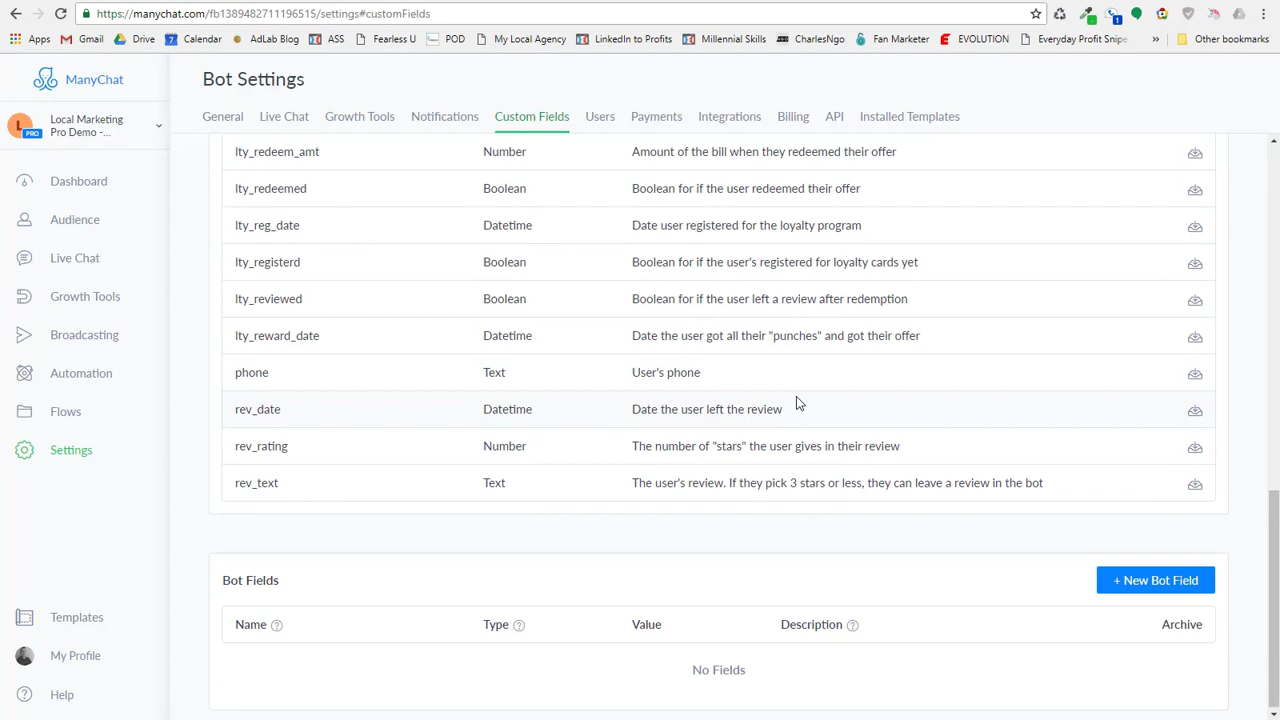 https://manychat.com/fb1389482711196515/settings#customFields
Apps Gmail Drive 7 Calendar AdLab Blog ASS Fearless U POD My Local Agency LinkedIn to Profits Millennial Skills CharlesNgo Fan Marketer EVOLUTION Everyday Profit Snipe » Other bookmarks
ManyChat
Bot Settings
L PRO Local Marketing
Pro Demo -...
General Live Chat Growth Tools Notifications Custom Fields Users Payments Integrations Billing API Installed Templates
Dashboard
Audience
Live Chat
Growth Tools
Broadcasting
Automation
Flows
Settings
Templates
My Profile
Help
lty_redeem_amt Number Amount of the bill when they redeemed their offer
lty_redeemed Boolean Boolean for if the user redeemed their offer
lty_reg_date Datetime Date user registered for the loyalty program
lty_registerd Boolean Boolean for if the user's registered for loyalty cards yet
lty_reviewed Boolean Boolean for if the user left a review after redemption
lty_reward_date Datetime Date the user got all their "punches" and got their offer
phone Text User's phone
rev_date Datetime Date the user left the review
rev_rating Number The number of "stars" the user gives in their review
rev_text Text The user's review. If they pick 3 stars or less, they can leave a review in the bot
Bot Fields + New Bot Field
Name ? Type ? Value Description ? Archive
No Fields